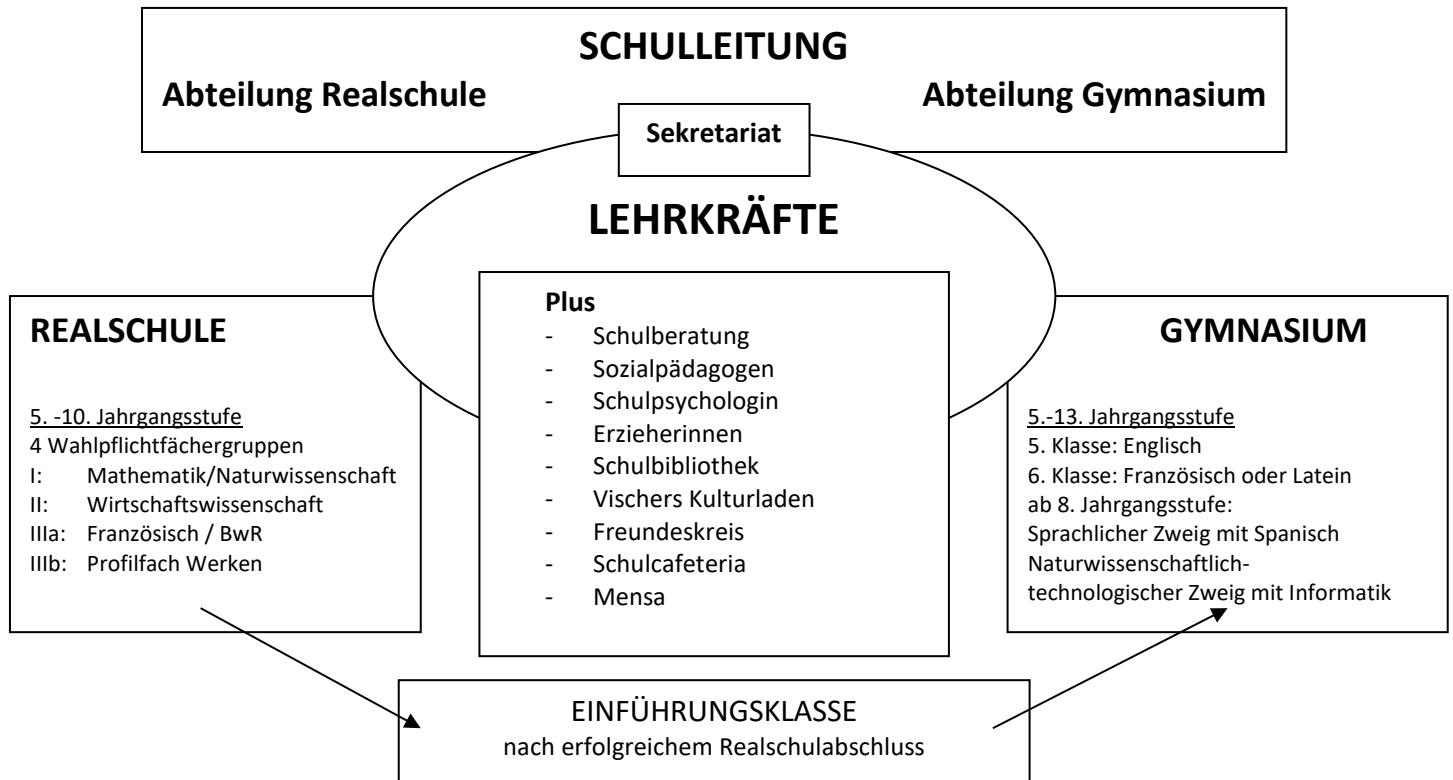 SCHULLEITUNG
Abteilung Realschule
Abteilung Gymnasium
Sekretariat
LEHRKRÄFTE
Plus
- Schulberatung
- Sozialpädagogen
- Schulpsychologin
- Erzieherinnen
- Schulbibliothek
- Vischers Kulturladen
- Freundeskreis
- Schulcafeteria
- Mensa
REALSCHULE
5. -10. Jahrgangsstufe
4 Wahlpflichtfächergruppen
I: Mathematik/Naturwissenschaft
II: Wirtschaftswissenschaft
IIIa: Französisch / BwR
IIIb: Profilfach Werken
GYMNASIUM
5.-13. Jahrgangsstufe
5. Klasse: Englisch
6. Klasse: Französisch oder Latein
ab 8. Jahrgangsstufe:
Sprachlicher Zweig mit Spanisch
Naturwissenschaftlich-
technologischer Zweig mit Informatik
EINFÜHRUNGSKLASSE
nach erfolgreichem Realschulabschluss